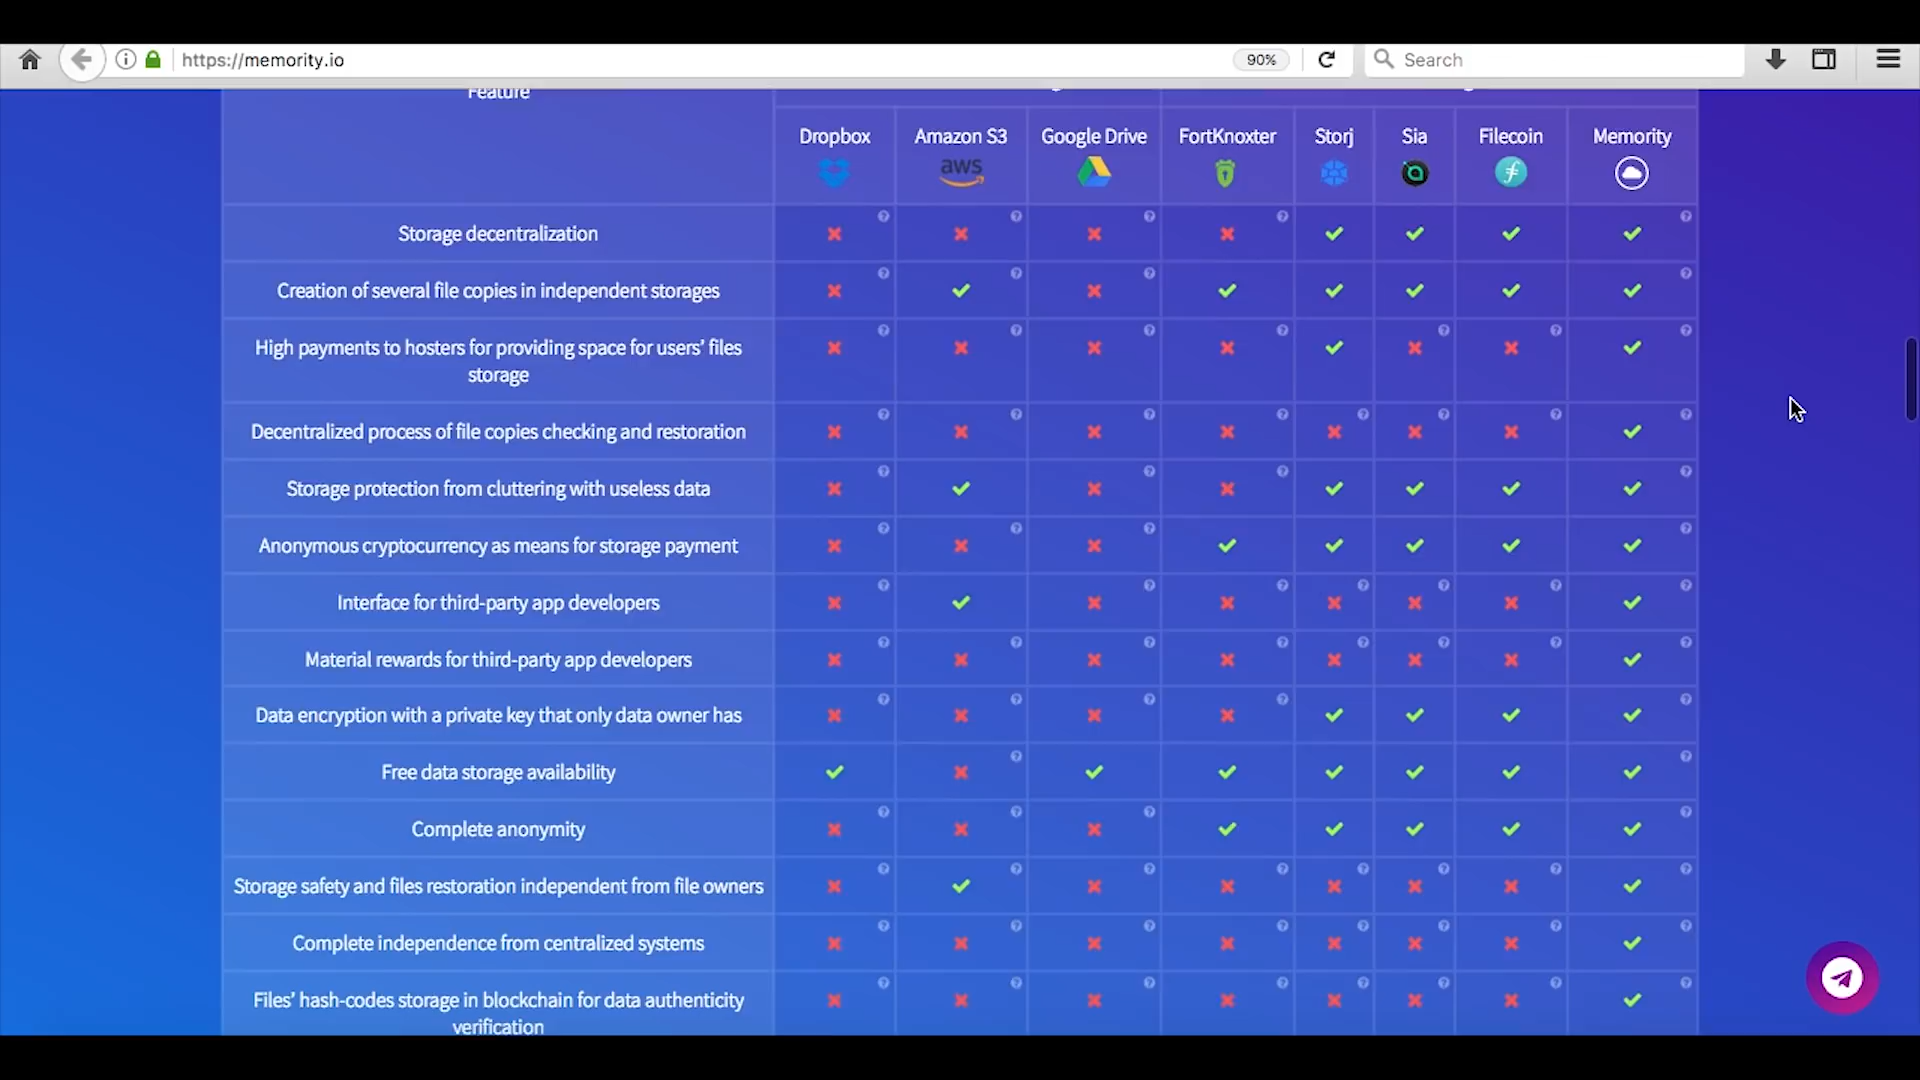 https://memority.io
90%
Search
Feature
Dropbox
Amazon S3
Google Drive
FortKnoxter
Storj
Sia
Filecoin
Memority
aws
Storage decentralization
Creation of several file copies in independent storages
High payments to hosters for providing space for users’ files
storage
Decentralized process of file copies checking and restoration
Storage protection from cluttering with useless data
Anonymous cryptocurrency as means for storage payment
Interface for third-party app developers
Material rewards for third-party app developers
Data encryption with a private key that only data owner has
Free data storage availability
Complete anonymity
Storage safety and files restoration independent from file owners
Complete independence from centralized systems
Files’ hash-codes storage in blockchain for data authenticity
verification